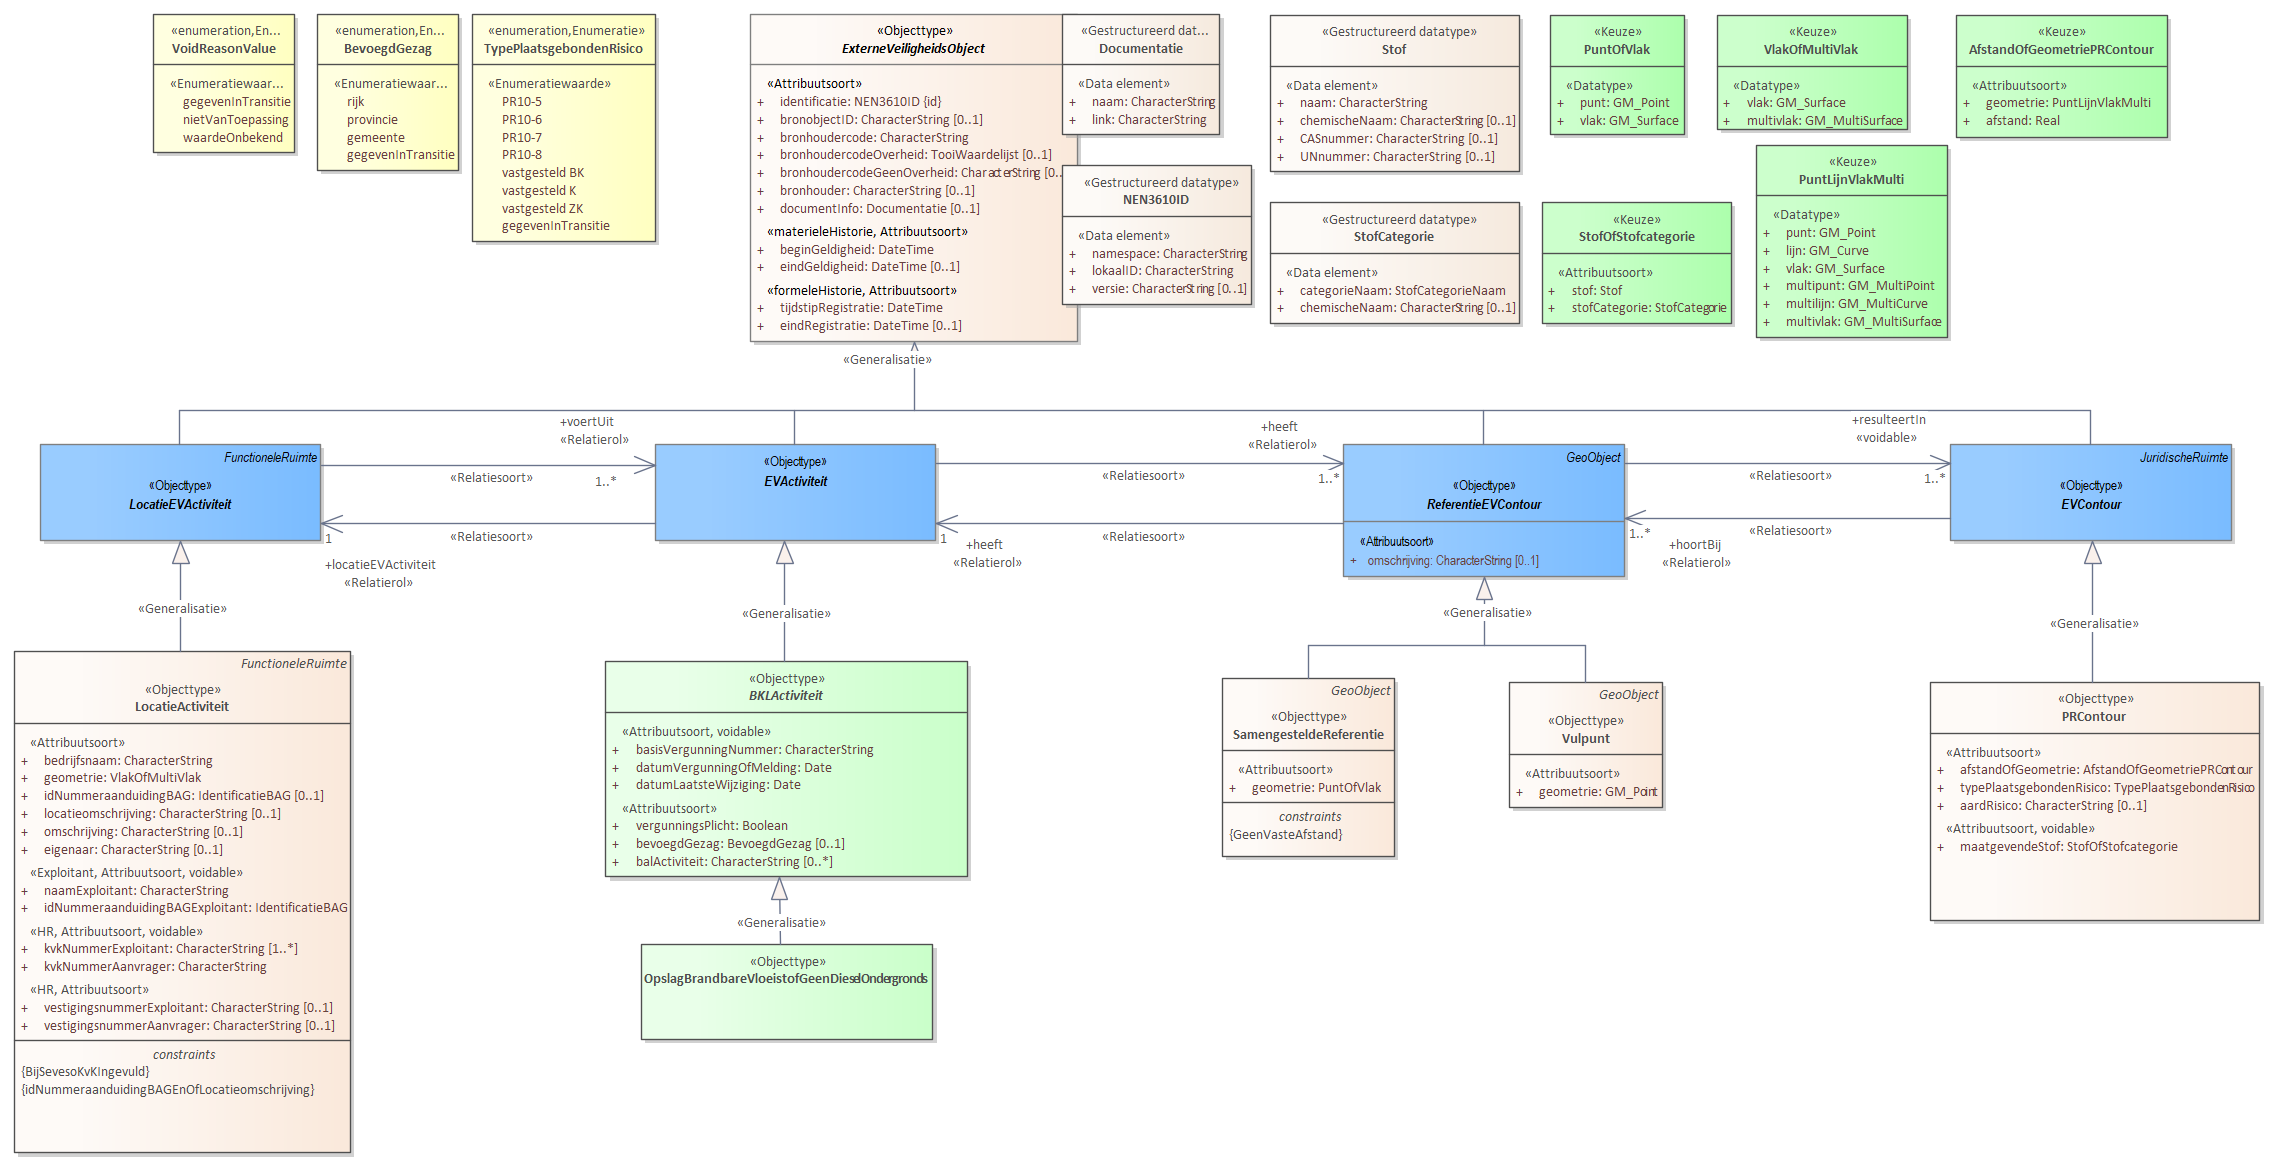 «enumeration,En...
VoidReasonValue
«Enumeratiewaar...
gegevenInTransitie
nietVanToepassing
waardeOnbekend
«enumeration,En...
BevoegdGezag
«Enumeratiewaar...
rijk
provincie
gemeente
gegevenInTransitie
«enumeration,Enumeratie»
TypePlaatsgebondenRisico
«Enumeratiewaarde»
PR10-5
PR10-6
PR10-7
PR10-8
vastgesteld BK
vastgesteld K
vastgesteld ZK
gegevenInTransitie
«Objecttype»
ExterneVeiligheidsObject
«Attribuutsoort»
+ identificatie: NEN3610ID {id}
+ bronobjectID: CharacterString [0..1]
+ bronhoudercode: CharacterString
+ bronhoudercodeOverheid: TooiWaardelijst [0..1]
+ bronhoudercodeGeenOverheid: CharacterString [0..
+ bronhouder: CharacterString [0..1]
+ documentInfo: Documentatie [0..1]
«materieleHistorie, Attribuutsoort»
+ beginGeldigheid: DateTime
+ eindGeldigheid: DateTime [0..1]
«formeleHistorie, Attribuutsoort»
+ tijdstipRegistratie: DateTime
+ eindRegistratie: DateTime [0..1]
«Gestructureerd dat...
Documentatie
«Data element»
+ naam: CharacterString
+ link: CharacterString
«Gestructureerd datatype»
NEN3610ID
«Data element»
+ namespace: CharacterString
+ lokaalID: CharacterString
+ versie: CharacterString [0..1]
«Gestructureerd datatype»
Stof
«Data element»
+ naam: CharacterString
+ chemischeNaam: CharacterString [0..1]
+ CASnummer: CharacterString [0..1]
+ UNnummer: CharacterString [0..1]
«Gestructureerd datatype»
StofCategorie
«Data element»
+ categorieNaam: StofCategorieNaam
+ chemischeNaam: CharacterString [0..1]
«Keuze»
PuntOfVlak
«Datatype»
+ punt: GM_Point
+ vlak: GM_Surface
«Keuze»
StofOfStofcategorie
«Attribuutsoort»
+ stof: Stof
+ stofCategorie: StofCategorie
«Keuze»
VlakOfMultiVlak
«Datatype»
+ vlak: GM_Surface
+ multivlak: GM_MultiSurface
«Keuze»
PuntLijnVlakMulti
«Datatype»
+ punt: GM_Point
+ lijn: GM_Curve
+ vlak: GM_Surface
+ multipunt: GM_MultiPoint
+ multilijn: GM_MultiCurve
+ multivlak: GM_MultiSurface
«Keuze»
AfstandOfGeometriePRContour
«Attribuutsoort»
+ geometrie: PuntLijnVlakMulti
+ afstand: Real
«Generalisatie»
FunctioneleRuimte
«Objecttype»
LocatieEVActiviteit
+voertUit
«Relatierol»
«Relatiesoort»
1..*
«Relatiesoort»
1
+locatieEVActiviteit
«Relatierol»
«Objecttype»
EVActiviteit
+heeft
«Relatierol»
«Relatiesoort»
1..*
«Relatiesoort»
1
+heeft
«Relatierol»
GeoObject
«Objecttype»
ReferentieEVContour
«Attribuutsoort»
+ omschrijving: CharacterString [0..1]
+resulteertIn
«voidable»
«Relatiesoort»
1..*
«Relatiesoort»
1..*
+hoortBij
«Relatierol»
JuridischeRuimte
«Objecttype»
EVContour
«Generalisatie»
«Generalisatie»
«Generalisatie»
«Generalisatie»
FunctioneleRuimte
«Objecttype»
LocatieActiviteit
«Attribuutsoort»
+ bedrijfsnaam: CharacterString
+ geometrie: VlakOfMultiVlak
+ idNummeraanduidingBAG: IdentificatieBAG [0..1]
+ locatieomschrijving: CharacterString [0..1]
+ omschrijving: CharacterString [0..1]
+ eigenaar: CharacterString [0..1]
«Exploitant, Attribuutsoort, voidable»
+ naamExploitant: CharacterString
+ idNummeraanduidingBAGExploitant: IdentificatieBAG
«HR, Attribuutsoort, voidable»
+ kvkNummerExploitant: CharacterString [1..*]
+ kvkNummerAanvrager: CharacterString
«HR, Attribuutsoort»
+ vestigingsnummerExploitant: CharacterString [0..1]
+ vestigingsnummerAanvrager: CharacterString [0..1]
constraints
{BijSevesoKvKIngevuld}
{idNummeraanduidingBAGEnOfLocatieomschrijving}
«Objecttype»
BKLActiviteit
«Attribuutsoort, voidable»
+ basisVergunningNummer: CharacterString
+ datumVergunningOfMelding: Date
+ datumLaatsteWijziging: Date
«Attribuutsoort»
+ vergunningsPlicht: Boolean
+ bevoegdGezag: BevoegdGezag [0..1]
+ balActiviteit: CharacterString [0..*]
«Generalisatie»
«Objecttype»
OpslagBrandbareVloeistofGeenDieselOndergronds
GeoObject
«Objecttype»
SamengesteldeReferentie
«Attribuutsoort»
+ geometrie: PuntOfVlak
constraints
{GeenVasteAfstand}
GeoObject
«Objecttype»
Vulpunt
«Attribuutsoort»
+ geometrie: GM_Point
«Objecttype»
PRContour
«Attribuutsoort»
+ afstandOfGeometrie: AfstandOfGeometriePRContour
+ typePlaatsgebondenRisico: TypePlaatsgebondenRisico
+ aardRisico: CharacterString [0..1]
«Attribuutsoort, voidable»
+ maatgevendeStof: StofOfStofcategorie